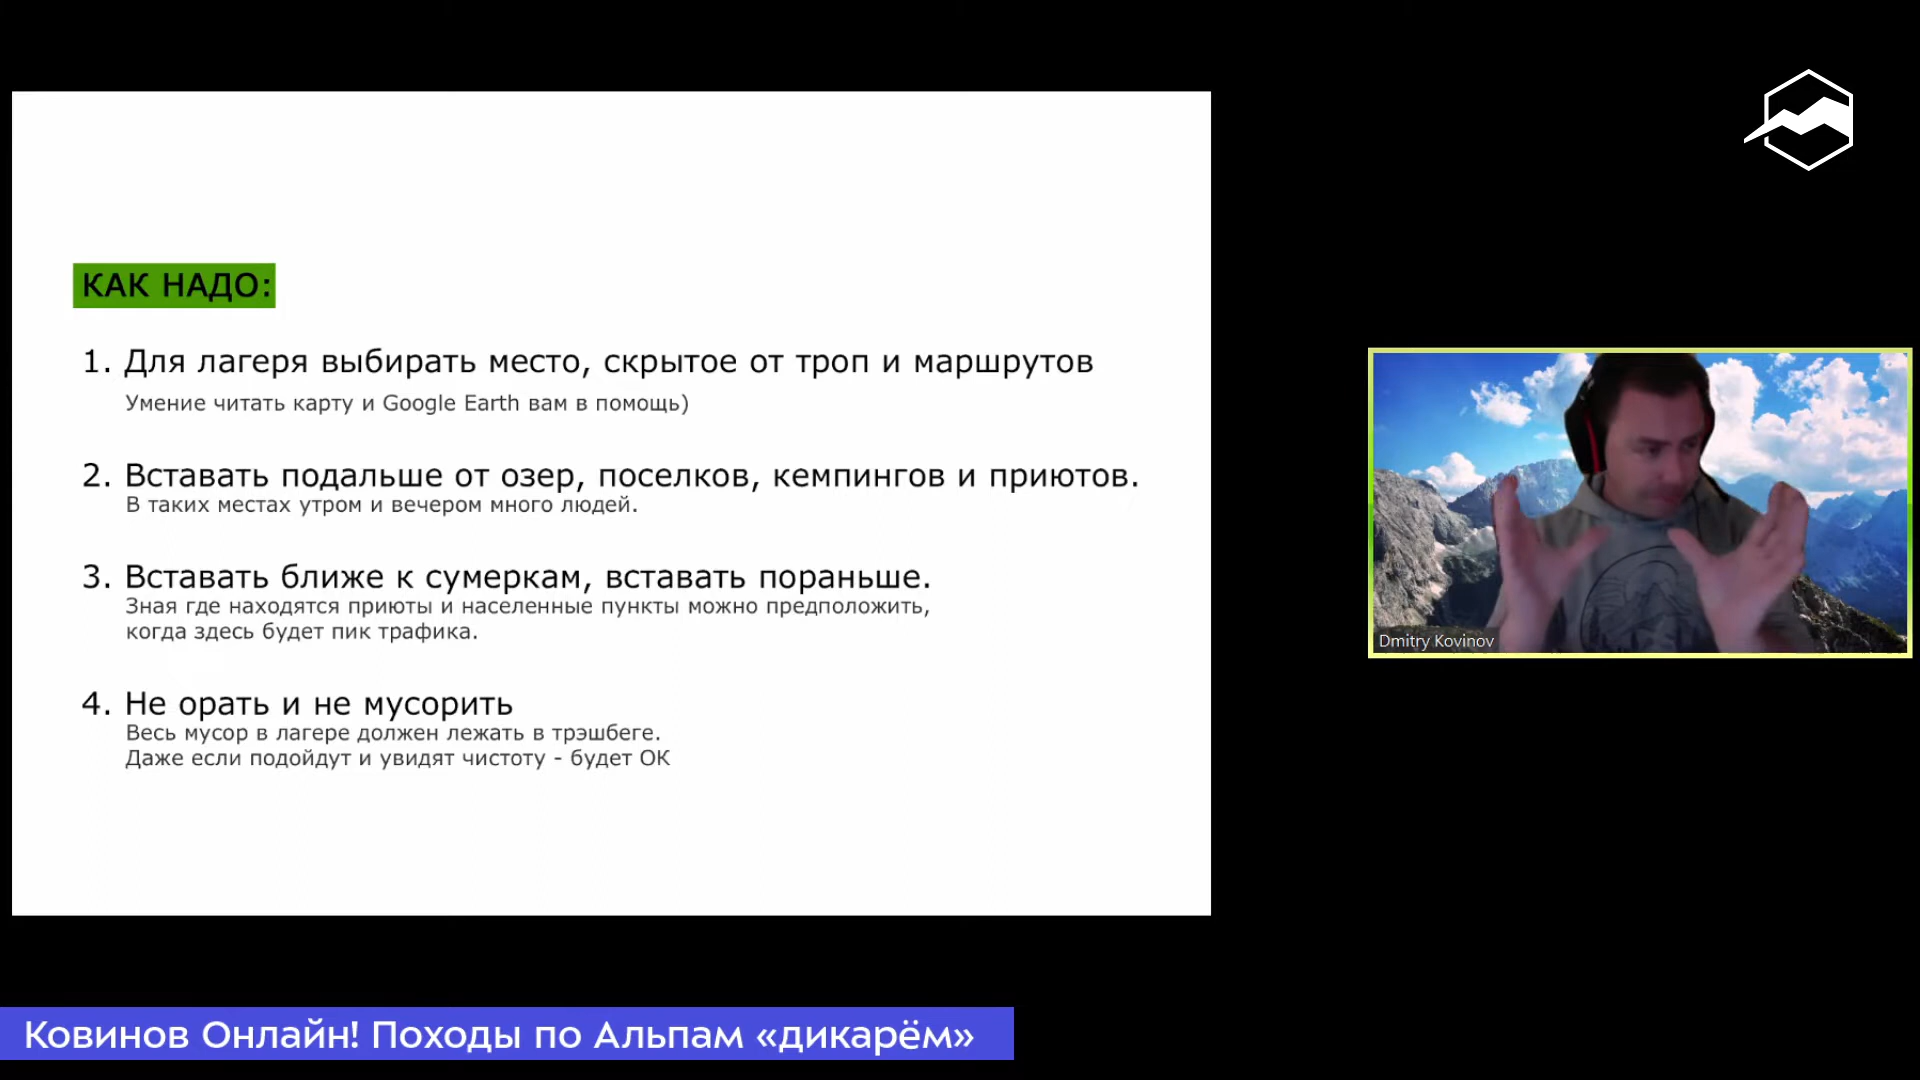 КАК НАДО:
1. Для лагеря выбирать место, скрытое от троп и маршрутов
Умение читать карту и Google Earth вам в помощь)
2. Вставать подальше от озер, поселков, кемпингов и приютов.
В таких местах утром и вечером много людей.
3. Вставать ближе к сумеркам, вставать пораньше.
Зная где находятся приюты и населенные пункты можно предположить,
когда здесь будет пик трафика.
4. Не орать и не мусорить
Весь мусор в лагере должен лежать в трэшбеге.
Даже если подойдут и увидят чистоту - будет ОК
Dmitry Kovinov
Ковинов Онлайн! Походы по Альпам «дикарём»